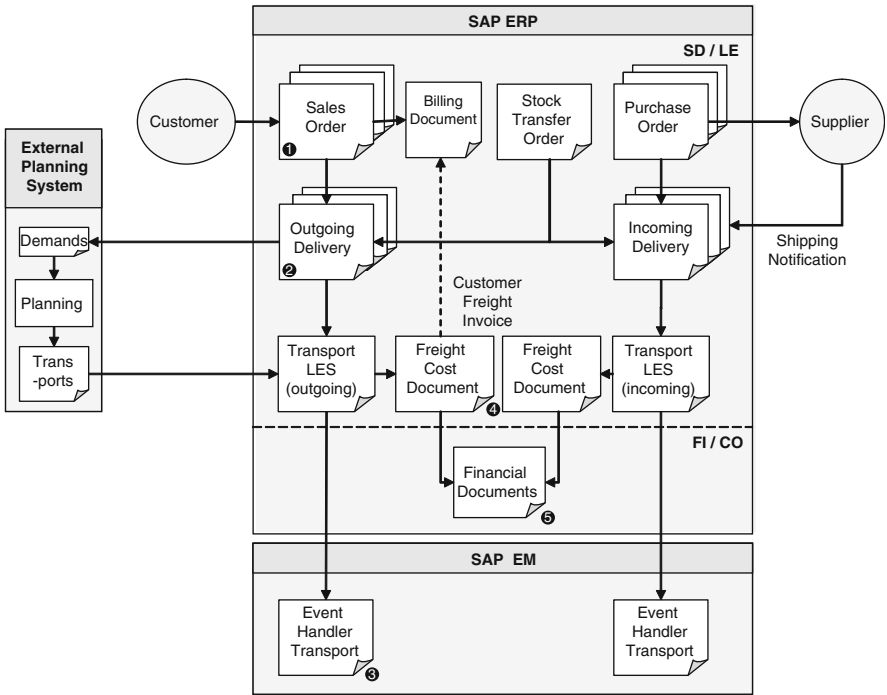 SAP ERP
SD / LE
Customer
Sales
Order
❶
Billing
Document
Stock
Transfer
Order
Purchase
Order
Supplier
External
Planning
System
Demands
Planning
Trans
-ports
Outgoing
Delivery
❷
Incoming
Delivery
Shipping
Notification
Customer
Freight
Invoice
Transport
LES
(outgoing)
Freight
Cost
Document
❹
Freight
Cost
Document
Transport
LES
(incoming)
FI / CO
Financial
Documents
❺
SAP EM
Event
Handler
Transport
❸
Event
Handler
Transport